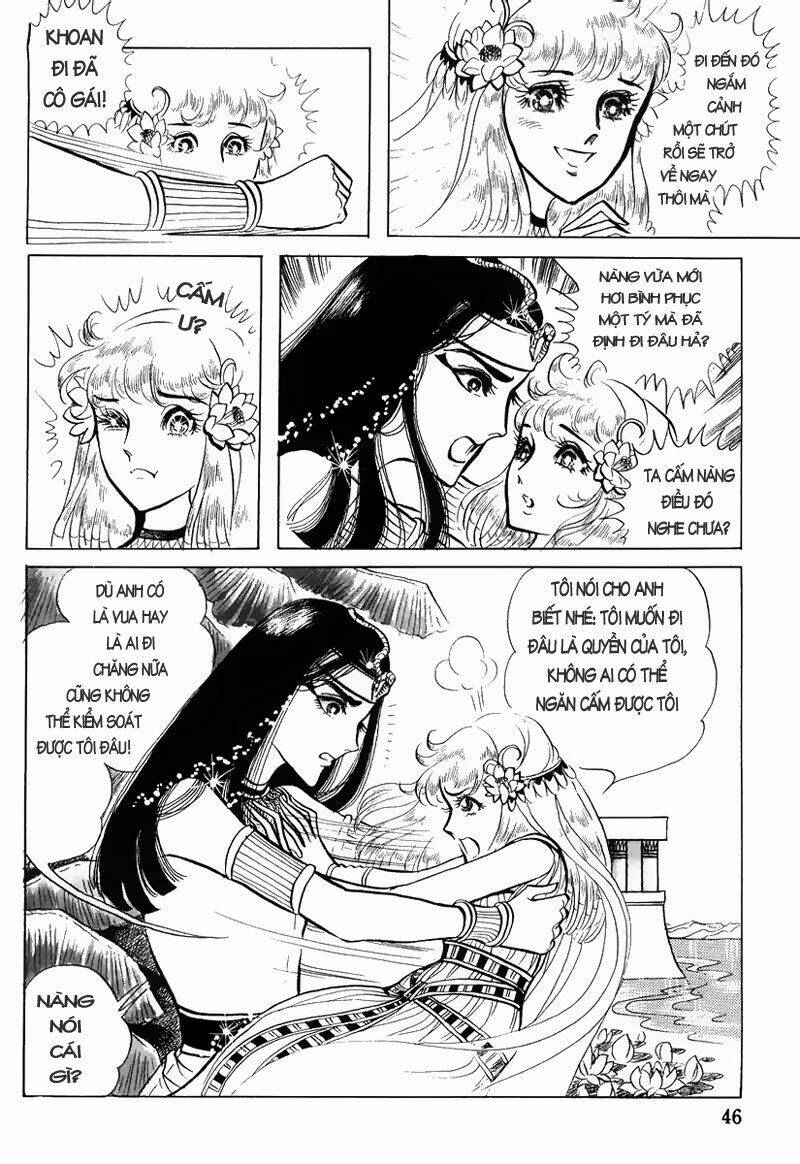 KHOAN
ĐI ĐÃ
CÔ GÁI!
ĐI ĐẾN ĐÓ
NGẮM
CẢNH
MỘT CHÚT
RỒI SẼ TRỞ
VỀ NGAY
THÔI MÀ
CẤM
Ư?
NÀNG VỪA MỚI
HƠI BÌNH PHỤC
MỘT TÝ MÀ ĐÃ
ĐỊNH ĐI ĐÂU HẢ?
TA CẤM NÀNG
ĐIỀU ĐÓ
NGHE CHƯA?
DÙ ANH CÓ
LÀ VUA HAY
LÀ AI ĐI
CHĂNG NỮA
CŨNG KHÔNG
THỂ KIỂM SOÁT
ĐƯỢC TÔI ĐÂU!
TÔI NÓI CHO ANH
BIẾT NHÉ: TÔI MUỐN ĐI
ĐÂU LÀ QUYỀN CỦA TÔI,
KHÔNG AI CÓ THỂ
NGĂN CẤM ĐƯỢC TÔI
NÀNG
NÓI
CÁI
GÌ?
46